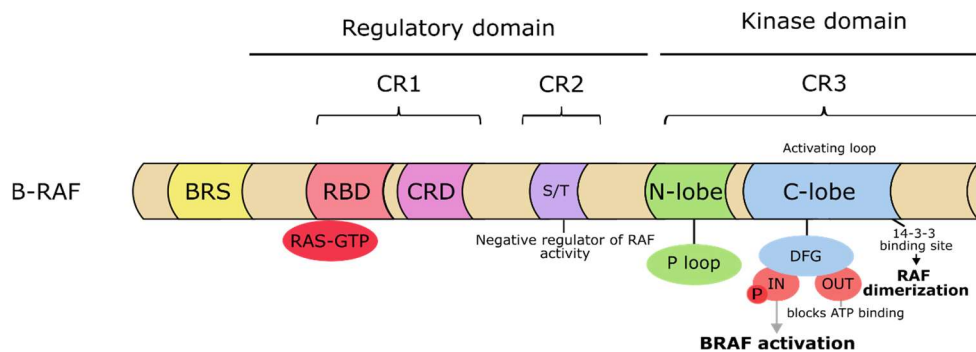 Regulatory domain
Kinase domain
CR1
CR2
CR3
Activating loop
B-RAF
BRS
RBD
CRD
S/T
N-lobe
C-lobe
RAS-GTP
Negative regulator of RAF
activity
P loop
DFG
14-3-3
binding site
RAF
dimerization
P
IN
OUT
blocks ATP binding
BRAF activation